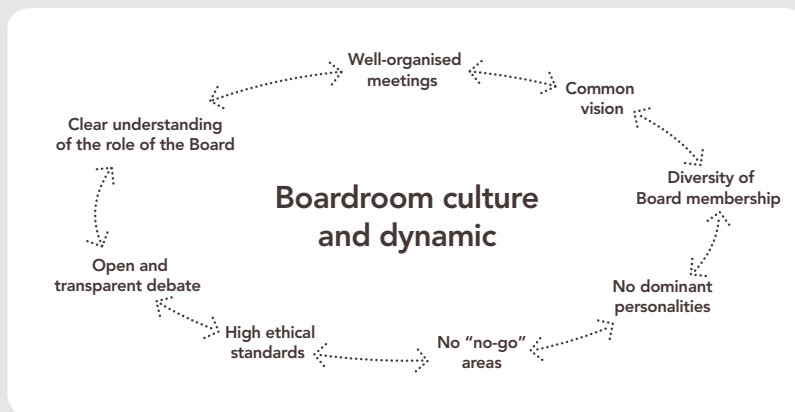 Well-organised
meetings
Common
vision
Clear understanding
of the role of the Board
Diversity of
Board membership
Boardroom culture
and dynamic
Open and
transparent debate
No dominant
personalities
High ethical
standards
No “no-go”
areas